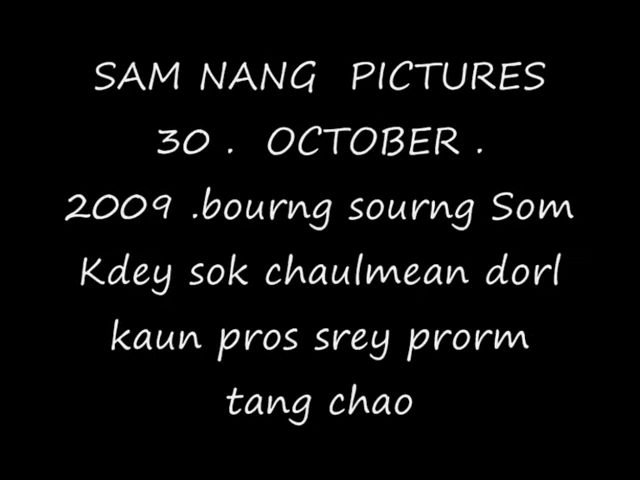 SAM NANG  PICTURES
30 .  OCTOBER .
2009 .bourng sourng Som
Kdey sok chaulmean dorl
kaun pros srey prorm
tang chao